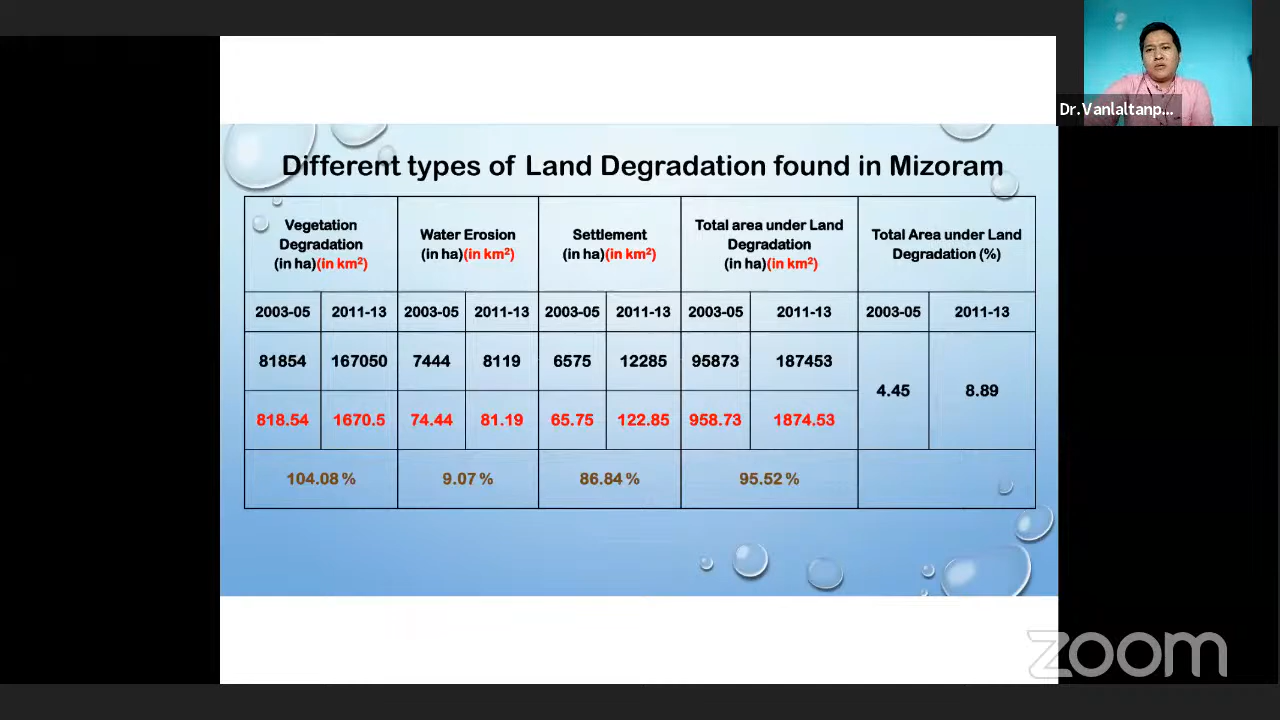 Dr.Vanlaltanp...
Different types of Land Degradation found in Mizoram
Vegetation
Degradation
(in ha)(in km²)
Water Erosion
(in ha)(in km²)
Settlement
(in ha)(in km²)
Total area under Land
Degradation
(in ha)(in km²)
Total Area under Land
Degradation (%)
2003-05 2011-13 2003-05 2011-13 2003-05 2011-13 2003-05 2011-13 2003-05 2011-13
81854 167050 7444 8119 6575 12285 95873 187453
4.45 8.89
818.54 1670.5 74.44 81.19 65.75 122.85 958.73 1874.53
104.08 % 9.07 % 86.84 % 95.52 %
zoom